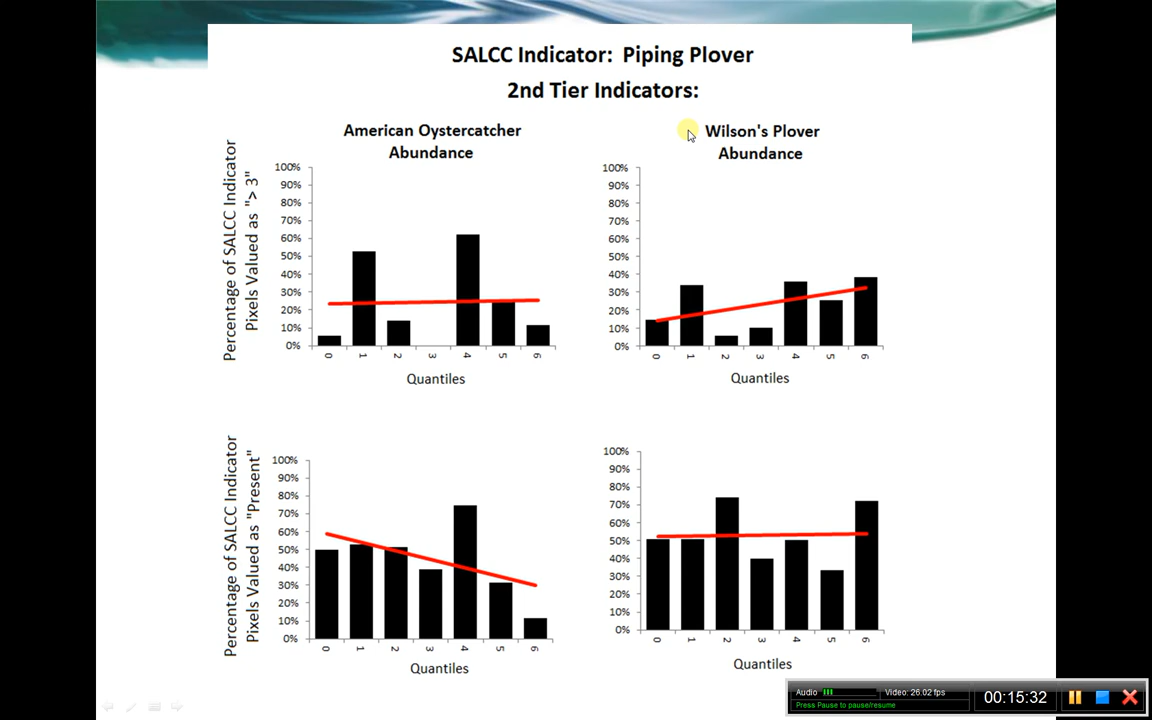 SALCC Indicator: Piping Plover
2nd Tier Indicators:
American Oystercatcher
Abundance
Percentage of SALCC Indicator
Pixels Valued as "> 3"
100%
90%
80%
70%
60%
50%
40%
30%
20%
10%
0%
0 1 2 3 4 5 6
Quantiles
Wilson's Plover
Abundance
100%
90%
80%
70%
60%
50%
40%
30%
20%
10%
0%
0 1 2 3 4 5 6
Quantiles
Percentage of SALCC Indicator
Pixels Valued as "Present"
100%
90%
80%
70%
60%
50%
40%
30%
20%
10%
0%
0 1 2 3 4 5 6
Quantiles
100%
90%
80%
70%
60%
50%
40%
30%
20%
10%
0%
0 1 2 3 4 5 6
Quantiles
Audio
Video: 26.02 fps
Press Pause to pause/resume
00:15:32